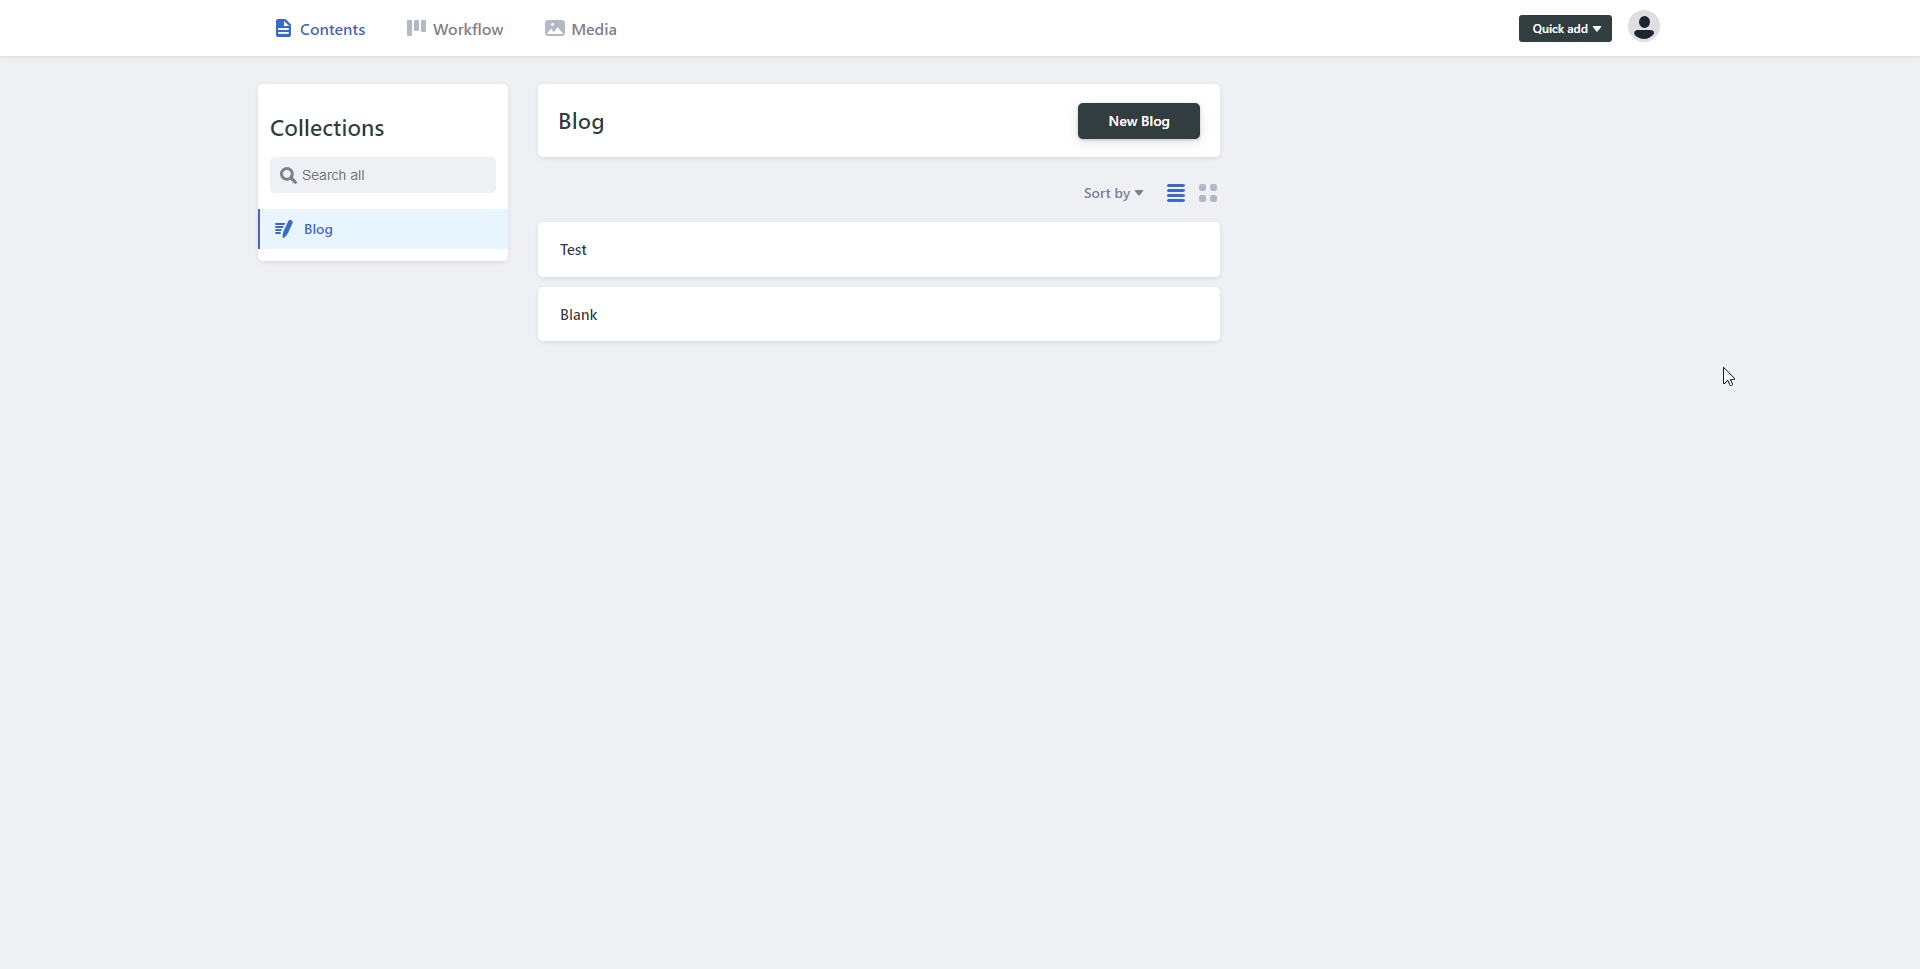 Contents
Workflow
Media
Quick add
Collections
Search all
Blog
Blog
New Blog
Sort by
Test
Blank